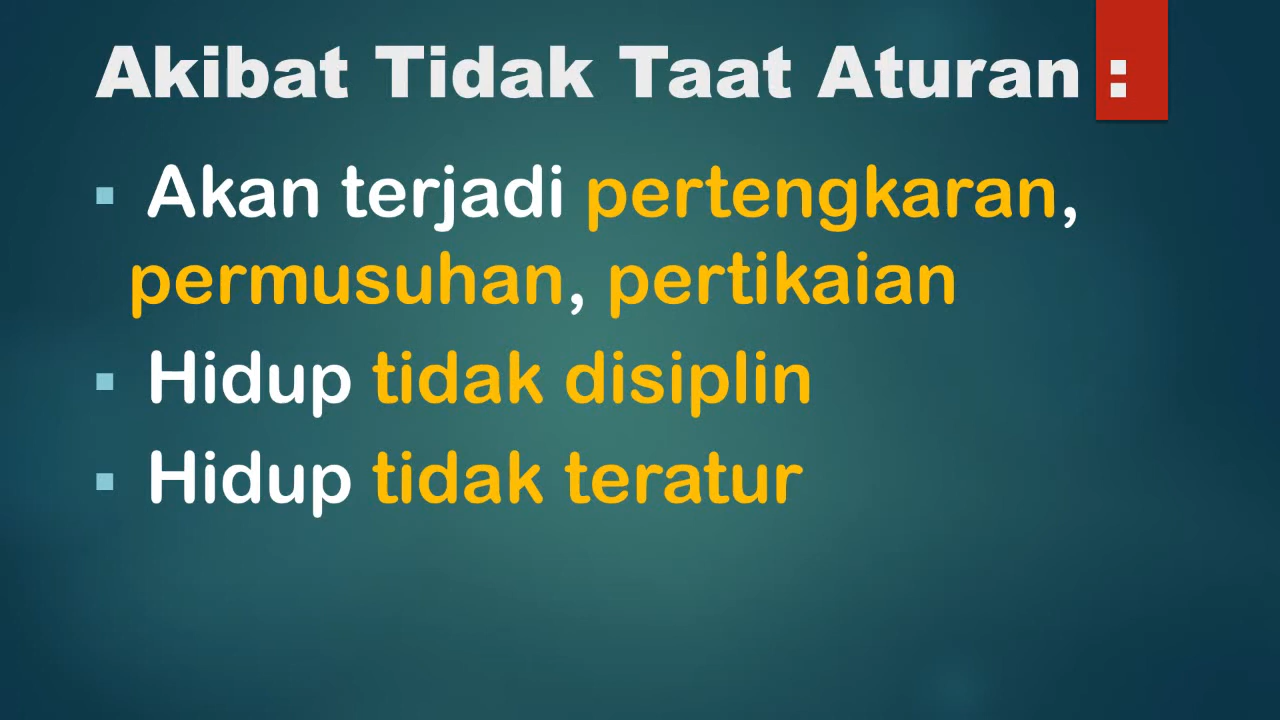 Akibat Tidak Taat Aturan :
▪ Akan terjadi pertengkaran,
permusuhan, pertikaian
▪ Hidup tidak disiplin
▪ Hidup tidak teratur